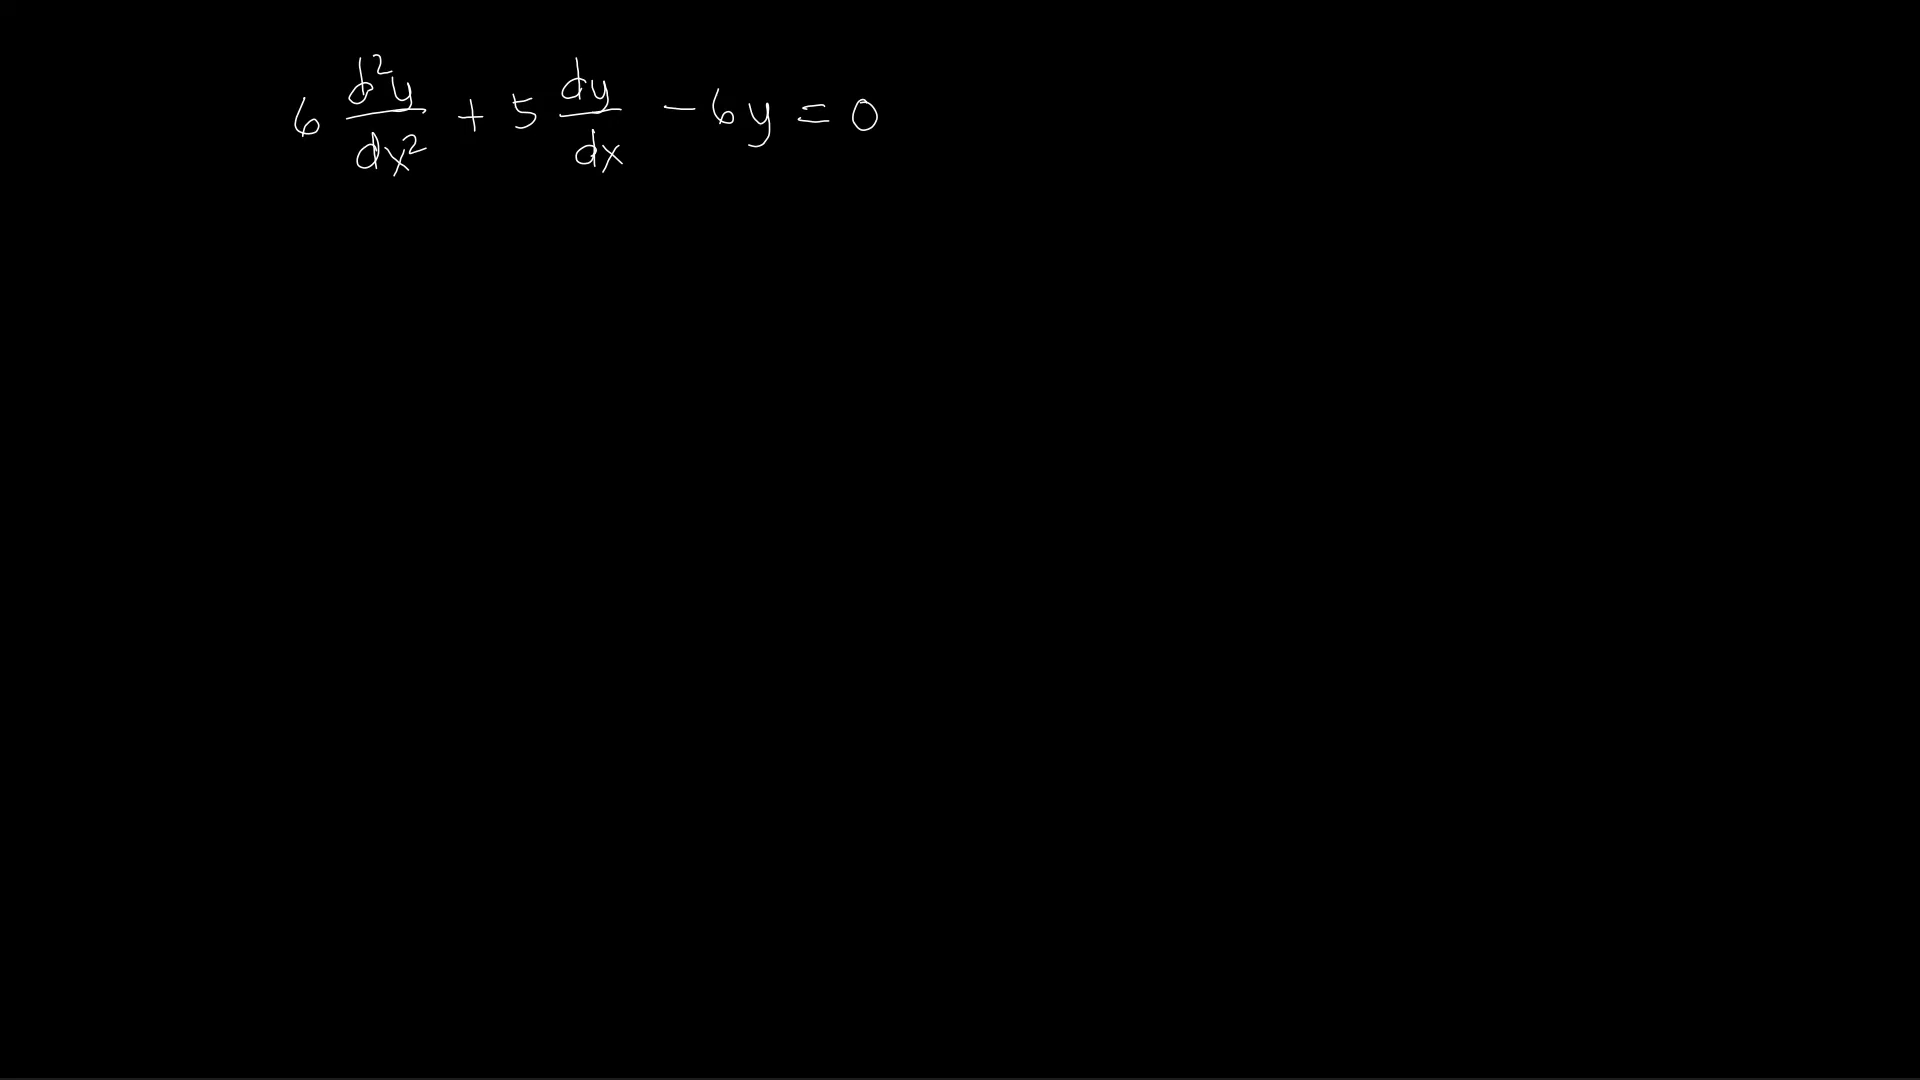 6 d²y/dx² + 5 dy/dx - 6y = 0